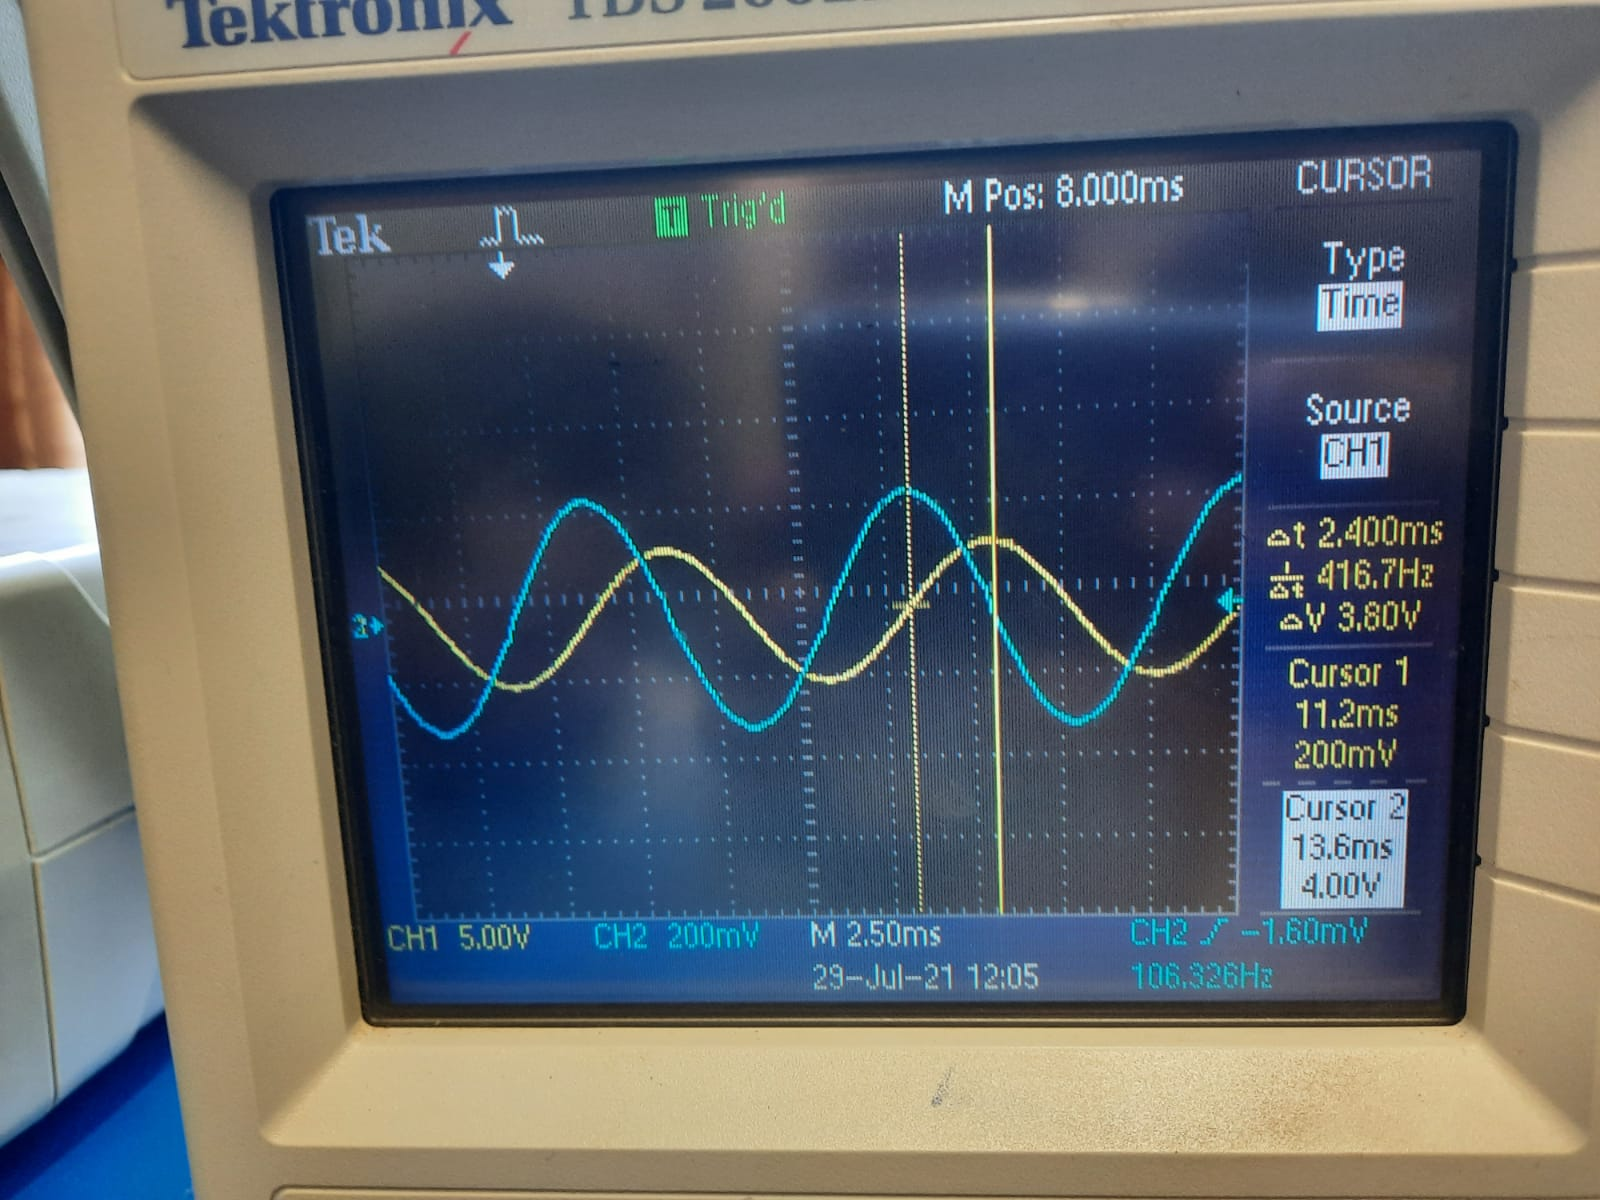 Tektronix TDS
Tek Trig'd M Pos: 8.000ms CURSOR
Type
Time
Source
CH1
Δt 2.400ms
1/Δt 416.7Hz
ΔV 3.80V
Cursor 1
11.2ms
200mV
Cursor 2
13.6ms
4.00V
CH1 5.00V CH2 200mV M 2.50ms CH2 -1.60mV
29-Jul-21 12:05 106.326Hz